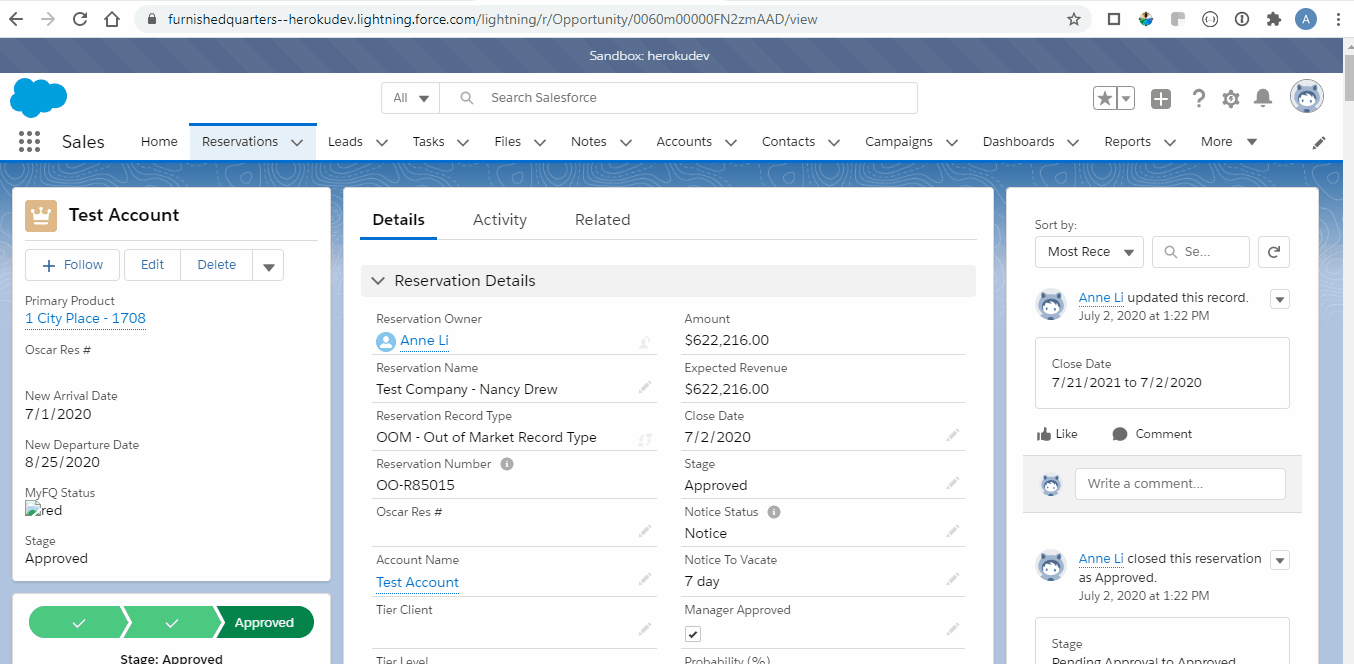 furnishedquarters--herokudev.lightning.force.com/lightning/r/Opportunity/0060m00000FN2zmAAD/view
A
Sandbox: herokudev
All
Search Salesforce
Sales
Home
Reservations
Leads
Tasks
Files
Notes
Accounts
Contacts
Campaigns
Dashboards
Reports
More
Test Account
Follow
Edit
Delete
Primary Product
1 City Place - 1708
Oscar Res #
New Arrival Date
7/1/2020
New Departure Date
8/25/2020
MyFQ Status
red
Stage
Approved
Approved
Stage: Approved
Details
Activity
Related
Reservation Details
Reservation Owner
Anne Li
Reservation Name
Test Company - Nancy Drew
Reservation Record Type
OOM - Out of Market Record Type
Reservation Number
OO-R85015
Oscar Res #
Account Name
Test Account
Tier Client
Tier Level
Amount
$622,216.00
Expected Revenue
$622,216.00
Close Date
7/2/2020
Stage
Approved
Notice Status
Notice
Notice To Vacate
7 day
Manager Approved
Probability (%)
Sort by:
Most Rece
Se...
Anne Li updated this record.
July 2, 2020 at 1:22 PM
Close Date
7/21/2021 to 7/2/2020
Like
Comment
Write a comment...
Anne Li closed this reservation
as Approved.
July 2, 2020 at 1:22 PM
Stage
Pending Approval to Approved